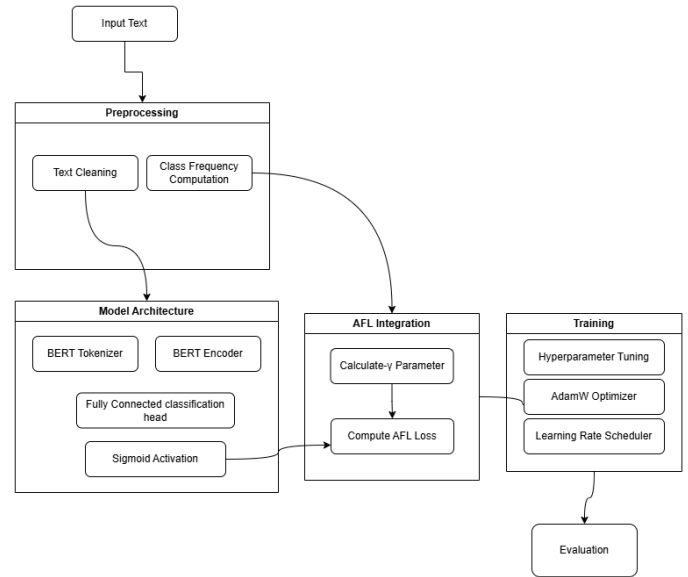 Input Text
Preprocessing
Text Cleaning
Class Frequency
Computation
Model Architecture
BERT Tokenizer
BERT Encoder
Fully Connected classification
head
Sigmoid Activation
AFL Integration
Calculate-γ Parameter
Compute AFL Loss
Training
Hyperparameter Tuning
AdamW Optimizer
Learning Rate Scheduler
Evaluation